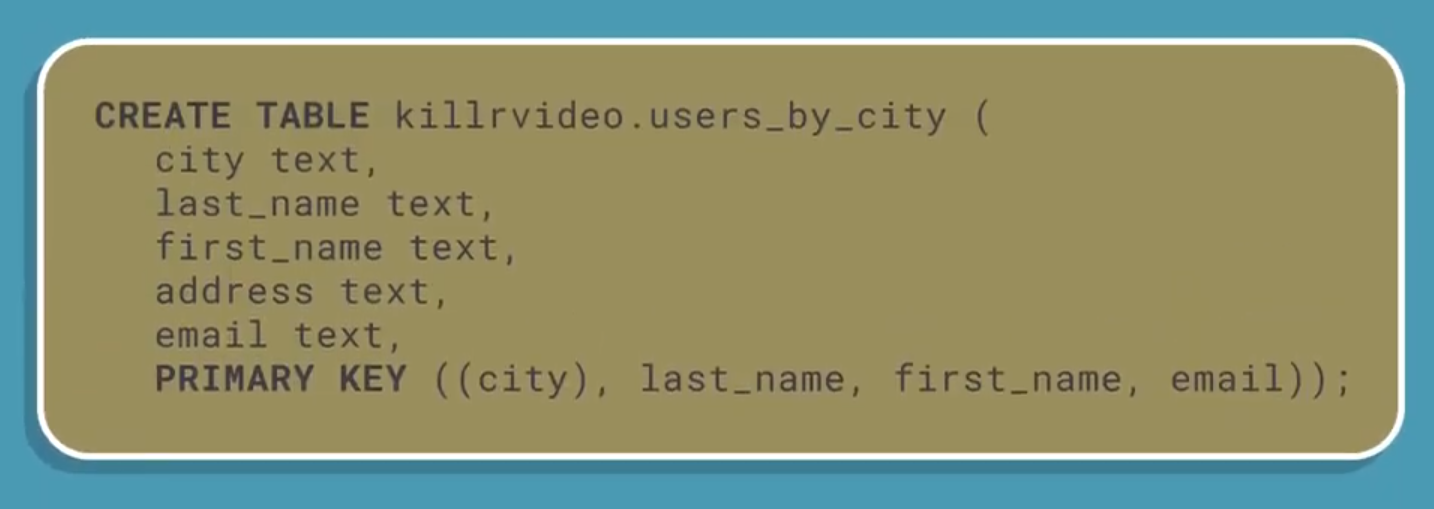 CREATE TABLE killrvideo.users_by_city (
city text,
last_name text,
first_name text,
address text,
email text,
PRIMARY KEY ((city), last_name, first_name, email));